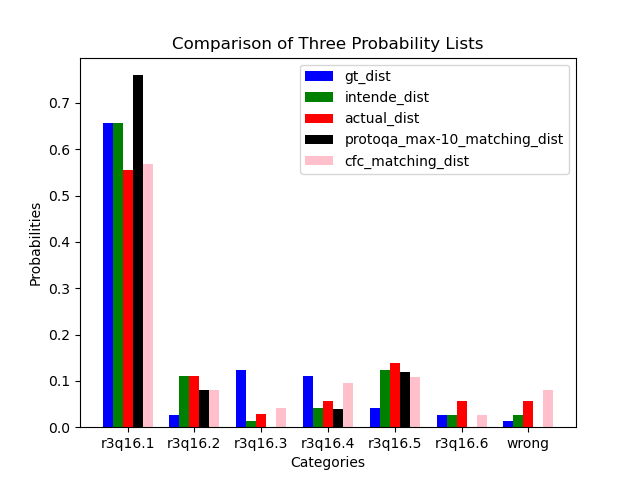 Comparison of Three Probability Lists
gt_dist
intende_dist
actual_dist
protoqa_max-10_matching_dist
cfc_matching_dist
Probabilities
0.7
0.6
0.5
0.4
0.3
0.2
0.1
0.0
r3q16.1 r3q16.2 r3q16.3 r3q16.4 r3q16.5 r3q16.6 wrong
Categories